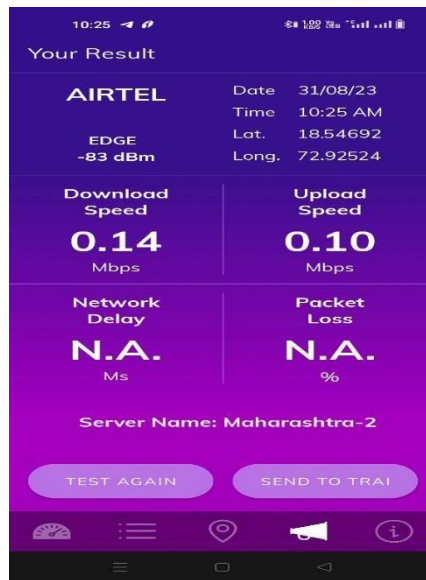 10:25
Your Result
AIRTEL
EDGE
-83 dBm
Date 31/08/23
Time 10:25 AM
Lat. 18.54692
Long. 72.92524
Download
Speed
0.14
Mbps
Upload
Speed
0.10
Mbps
Network
Delay
N.A.
Ms
Packet
Loss
N.A.
%
Server Name: Maharashtra-2
TEST AGAIN
SEND TO TRAI